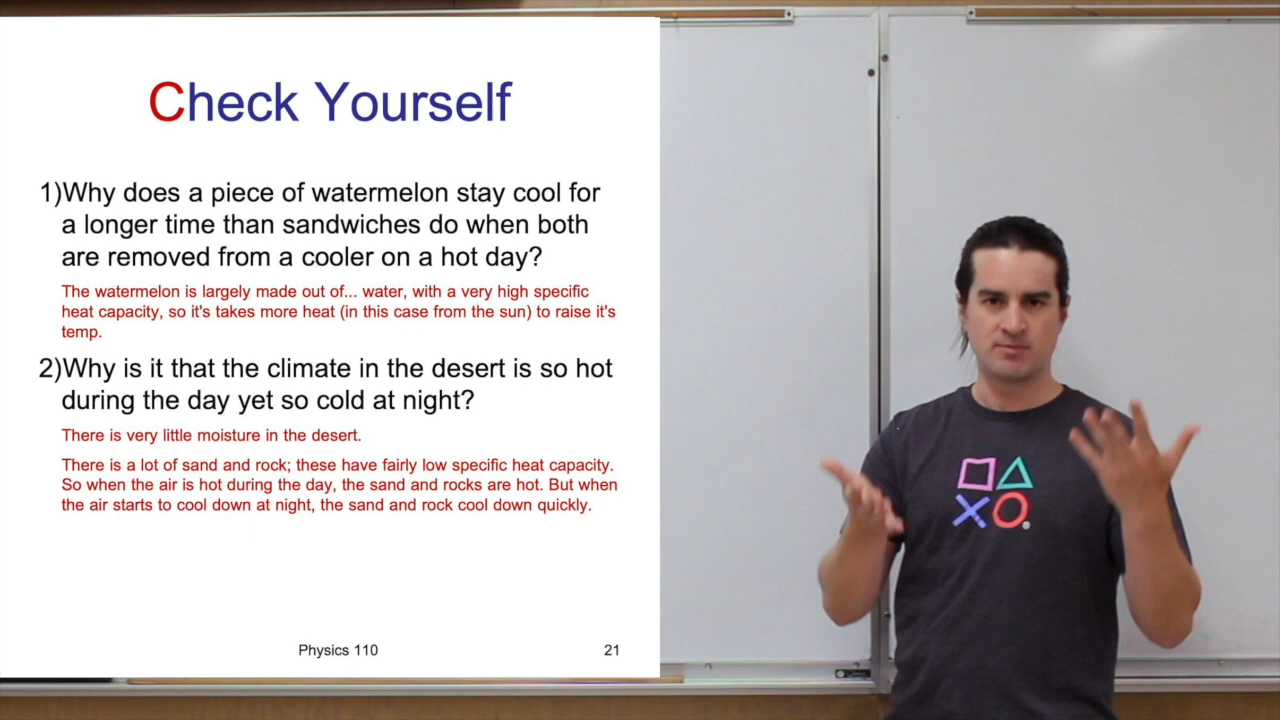 Check Yourself
1)Why does a piece of watermelon stay cool for
a longer time than sandwiches do when both
are removed from a cooler on a hot day?
The watermelon is largely made out of... water, with a very high specific
heat capacity, so it's takes more heat (in this case from the sun) to raise it's
temp.
2)Why is it that the climate in the desert is so hot
during the day yet so cold at night?
There is very little moisture in the desert.
There is a lot of sand and rock; these have fairly low specific heat capacity.
So when the air is hot during the day, the sand and rocks are hot. But when
the air starts to cool down at night, the sand and rock cool down quickly.
Physics 110
21